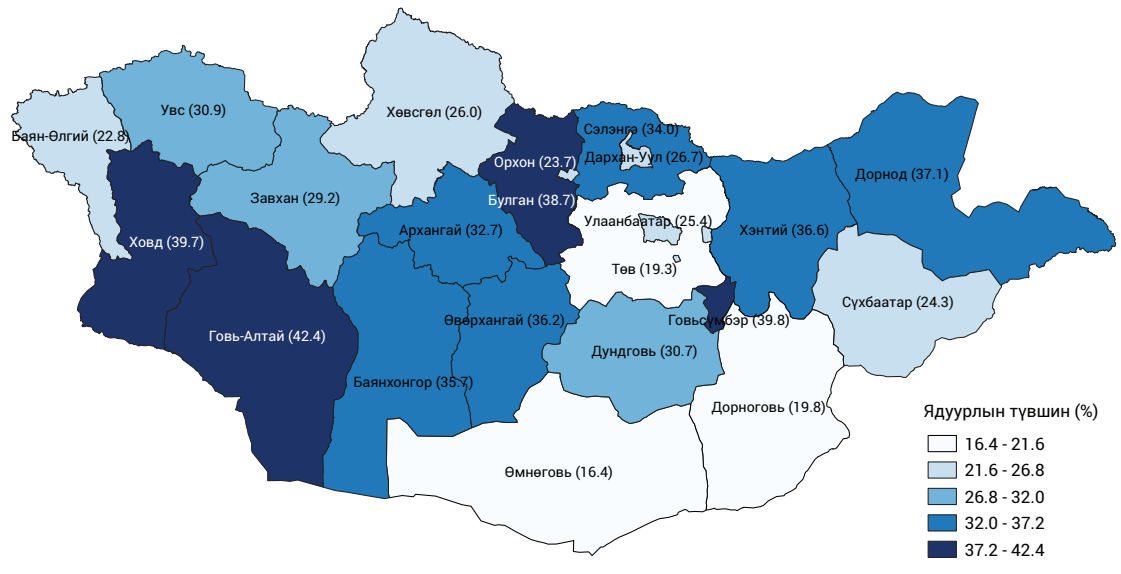 Увс (30.9)
Хөвсгөл (26.0)
Баян-Өлгий (22.8)
Сэлэнгэ (34.0)
Орхон (23.7)
Дархан-Уул (26.7)
Дорнод (37.1)
Завхан (29.2)
Булган (38.7)
Улаанбаатар (25.4)
Ховд (39.7)
Архангай (32.7)
Хэнтий (36.6)
Төв (19.3)
Сүхбаатар (24.3)
Говь-Алтай (42.4)
Өвөрхангай (36.2)
Говьсүмбэр (39.8)
Дундговь (30.7)
Баянхонгор (35.7)
Дорноговь (19.8)
Өмнөговь (16.4)
Ядуурлын түвшин (%)
16.4 - 21.6
21.6 - 26.8
26.8 - 32.0
32.0 - 37.2
37.2 - 42.4